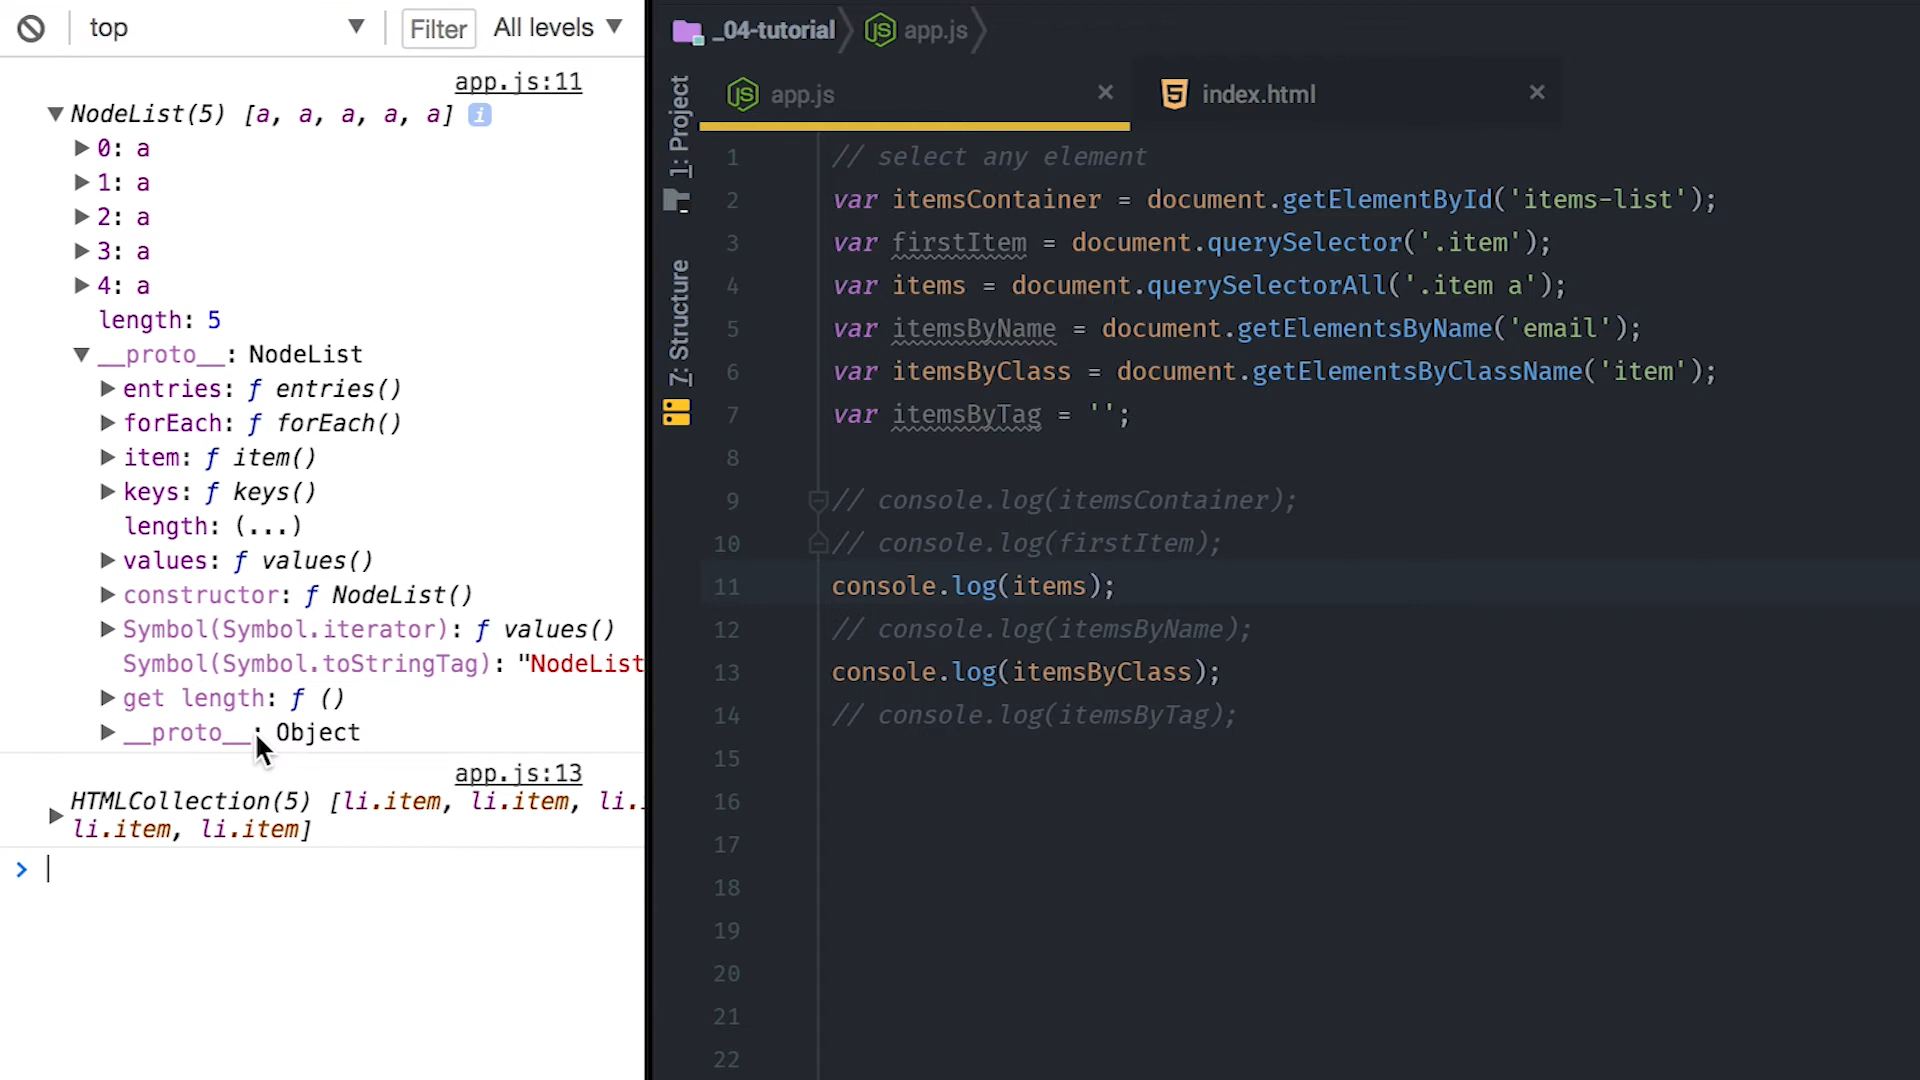 top ▼ Filter All levels ▼
app.js:11
▼ NodeList(5) [a, a, a, a, a] i
▶ 0: a
▶ 1: a
▶ 2: a
▶ 3: a
▶ 4: a
length: 5
▼ __proto__: NodeList
▶ entries: ƒ entries()
▶ forEach: ƒ forEach()
▶ item: ƒ item()
▶ keys: ƒ keys()
length: (...)
▶ values: ƒ values()
▶ constructor: ƒ NodeList()
▶ Symbol(Symbol.iterator): ƒ values()
Symbol(Symbol.toStringTag): "NodeList
▶ get length: ƒ ()
▶ __proto__: Object
app.js:13
▶ HTMLCollection(5) [li.item, li.item, li.
li.item, li.item]
>
_04-tutorial JS app.js
1: Project
7: Structure
JS app.js × 5 index.html ×
1 // select any element
2 var itemsContainer = document.getElementById('items-list');
3 var firstItem = document.querySelector('.item');
4 var items = document.querySelectorAll('.item a');
5 var itemsByName = document.getElementsByName('email');
6 var itemsByClass = document.getElementsByClassName('item');
7 var itemsByTag = '';
8
9 // console.log(itemsContainer);
10 // console.log(firstItem);
11 console.log(items);
12 // console.log(itemsByName);
13 console.log(itemsByClass);
14 // console.log(itemsByTag);
15
16
17
18
19
20
21
22